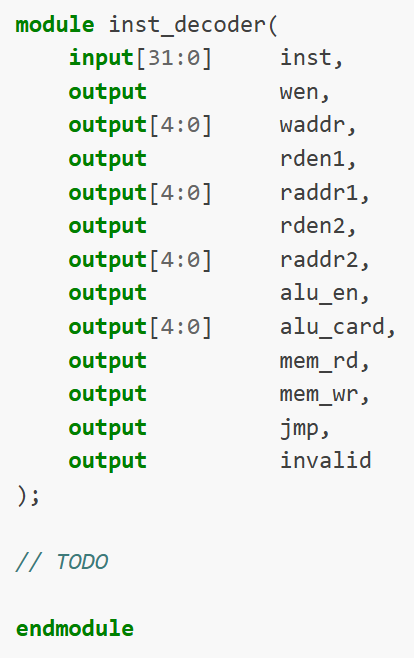 module inst_decoder(
    input[31:0]     inst,
    output          wen,
    output[4:0]     waddr,
    output          rden1,
    output[4:0]     raddr1,
    output          rden2,
    output[4:0]     raddr2,
    output          alu_en,
    output[4:0]     alu_card,
    output          mem_rd,
    output          mem_wr,
    output          jmp,
    output          invalid
);
// TODO
endmodule